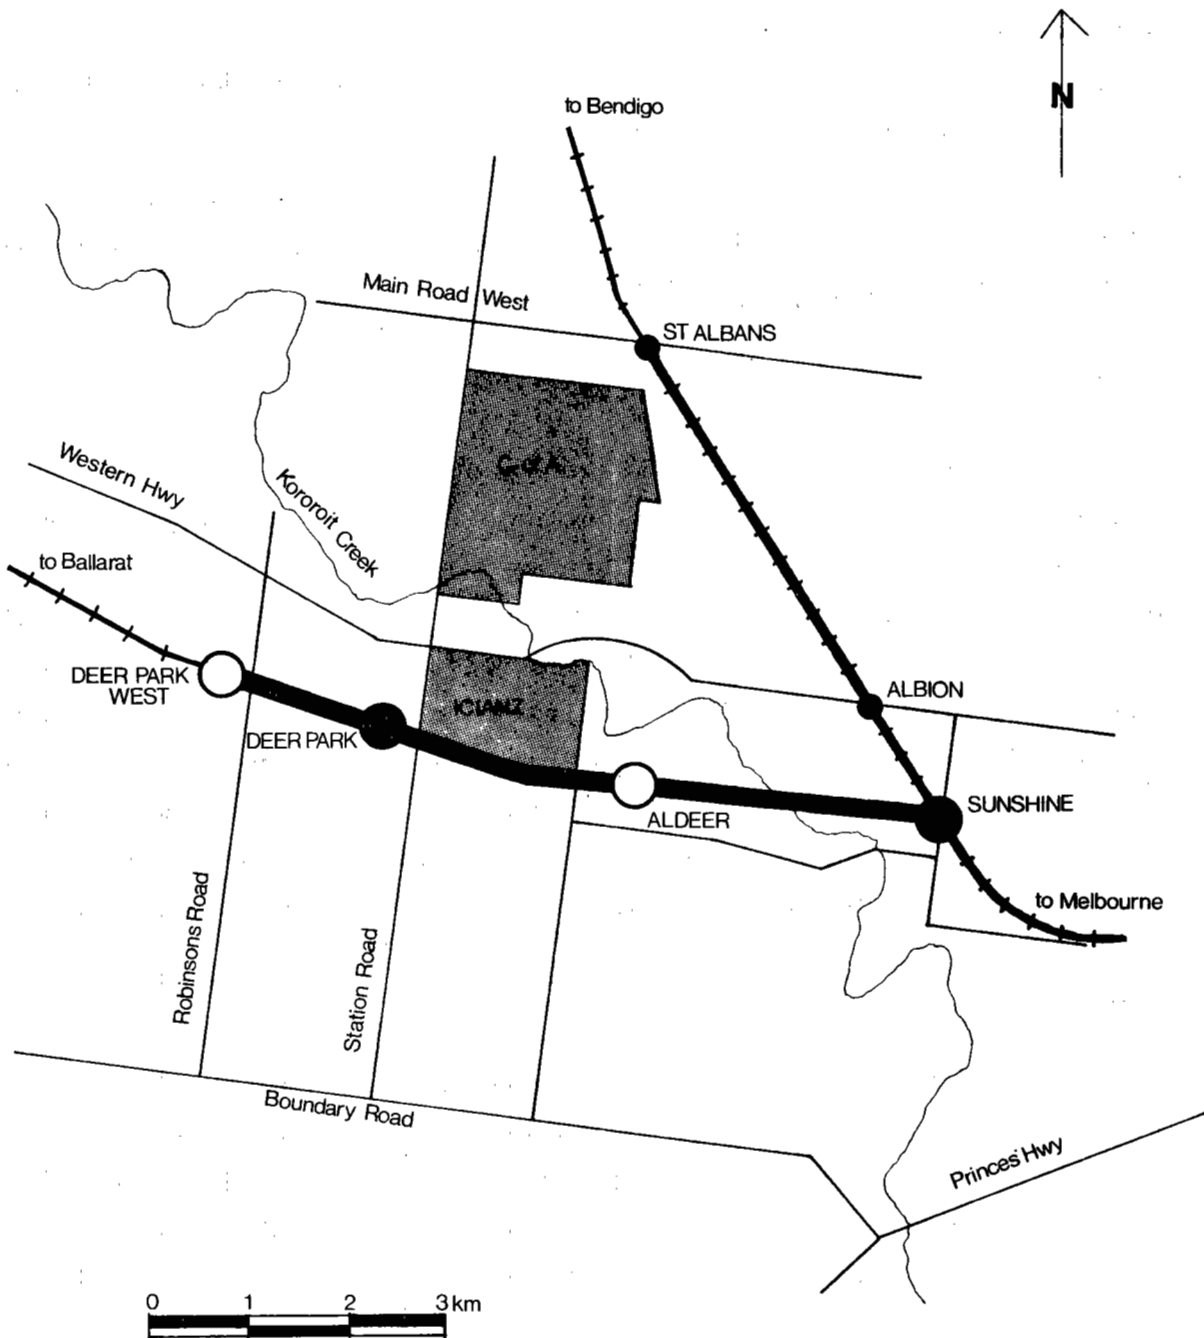 N
to Bendigo
Main Road West
ST ALBANS
C of A
Western Hwy
Kororoit Creek
to Ballarat
DEER PARK
WEST
DEER PARK
ICIANZ
ALBION
ALDEER
SUNSHINE
to Melbourne
Robinsons Road
Station Road
Boundary Road
Princes Hwy
0 1 2 3 km